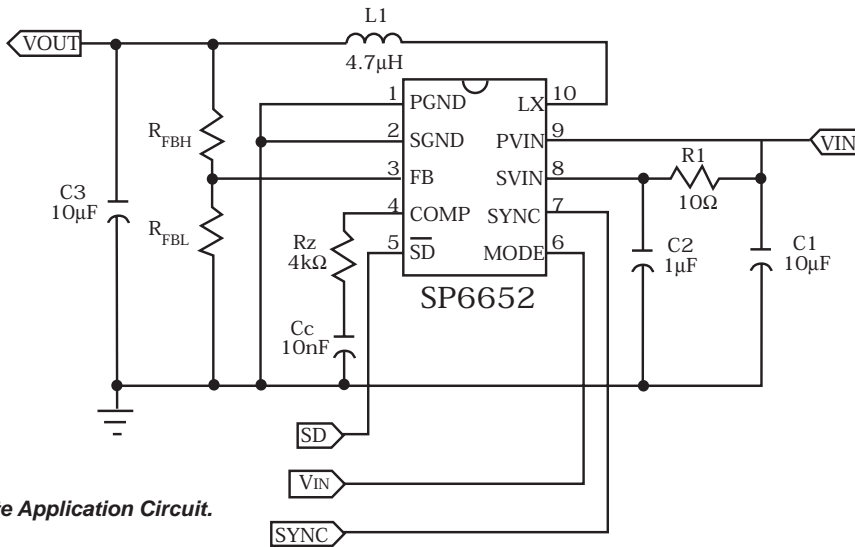 L1
VOUT
4.7µH
1 PGND LX 10
2 SGND PVIN 9
VIN
RFBH
R1
3 FB SVIN 8
10Ω
C3
10µF
4 COMP SYNC 7
RFBL
Rz
4kΩ
5 SD MODE 6
C2
1µF
C1
10µF
SP6652
Cc
10nF
SD
VIN
Application Circuit.
SYNC